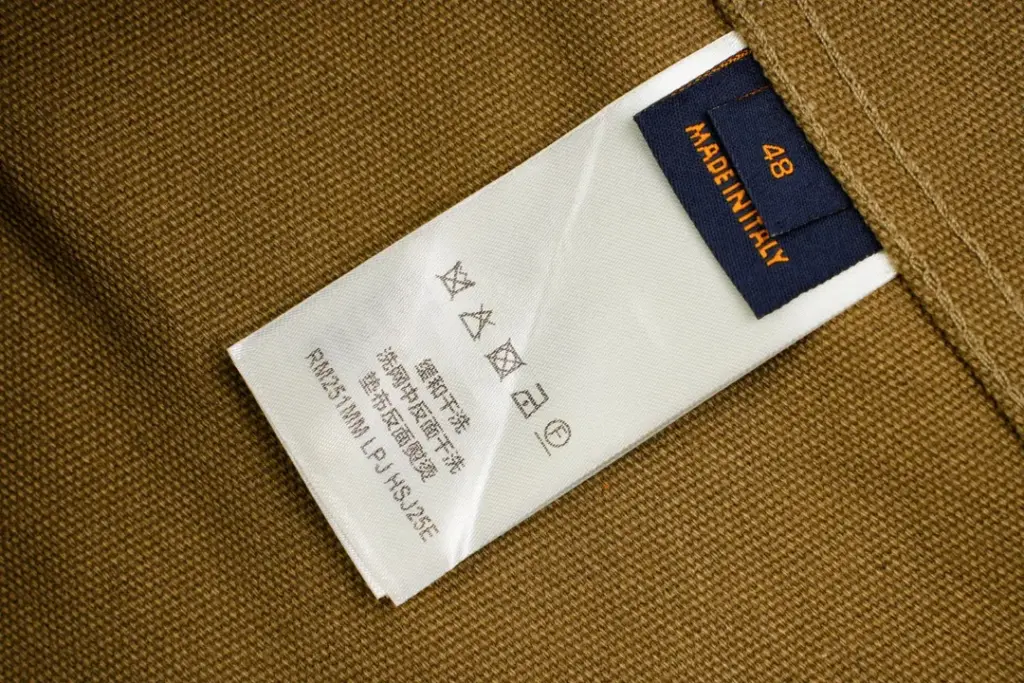 48
MADE IN ITALY
F
缓和干洗
洗网中反面干洗
垫布反面熨烫
RM251MM LPJ HSJ25E